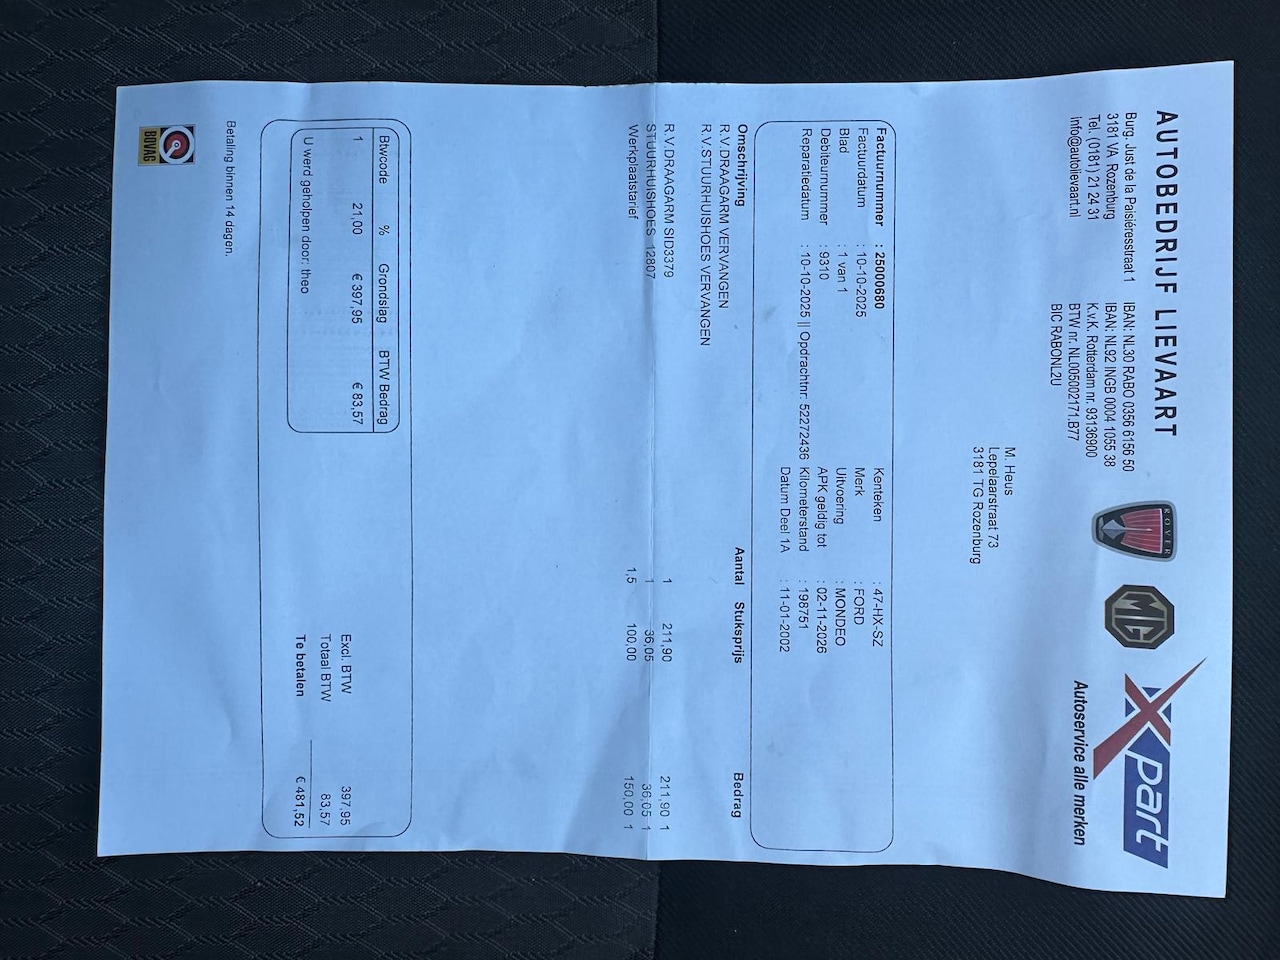 AUTOBEDRIJF LIEVAART
Burg. Just de la Paisiéresstraat 1
3181 VA Rozenburg
Tel. (0181) 21 24 31
Info@autolievaart.nl
IBAN: NL30 RABO 0356 6156 50
IBAN: NL92 INGB 0004 1055 38
K.v.K. Rotterdam nr. 93136900
BTW nr. NL005002171.B77
BIC RABONL2U
ROVER
MG
Xpart
Autoservice alle merken
M. Heus
Lepelaarstraat 73
3181 TG Rozenburg
Factuurnummer : 25000680 Kenteken : 47-HX-SZ
Factuurdatum : 10-10-2025 Merk : FORD
Blad : 1 van 1 Uitvoering : MONDEO
Debiteurnummer : 9310 APK geldig tot : 02-11-2026
Reparatiedatum : 10-10-2025 || Opdrachtnr: 52272436 Kilometerstand : 198751
Datum Deel 1A : 11-01-2002
Omschrijving Aantal Stuksprijs Bedrag
R.V.DRAAGARM VERVANGEN
R.V.STUURHUISHOES VERVANGEN
R.V.DRAAGARM SID3379 1 211,90 211,90 1
STUURHUISHOES 12807 1 36,05 36,05 1
Werkplaatstarief 1,5 100,00 150,00 1
Btwcode % Grondslag BTW Bedrag
1 21,00 € 397,95 € 83,57
U werd geholpen door: theo
Excl. BTW 397,95
Totaal BTW 83,57
Te betalen € 481,52
Betaling binnen 14 dagen.
BOVAG